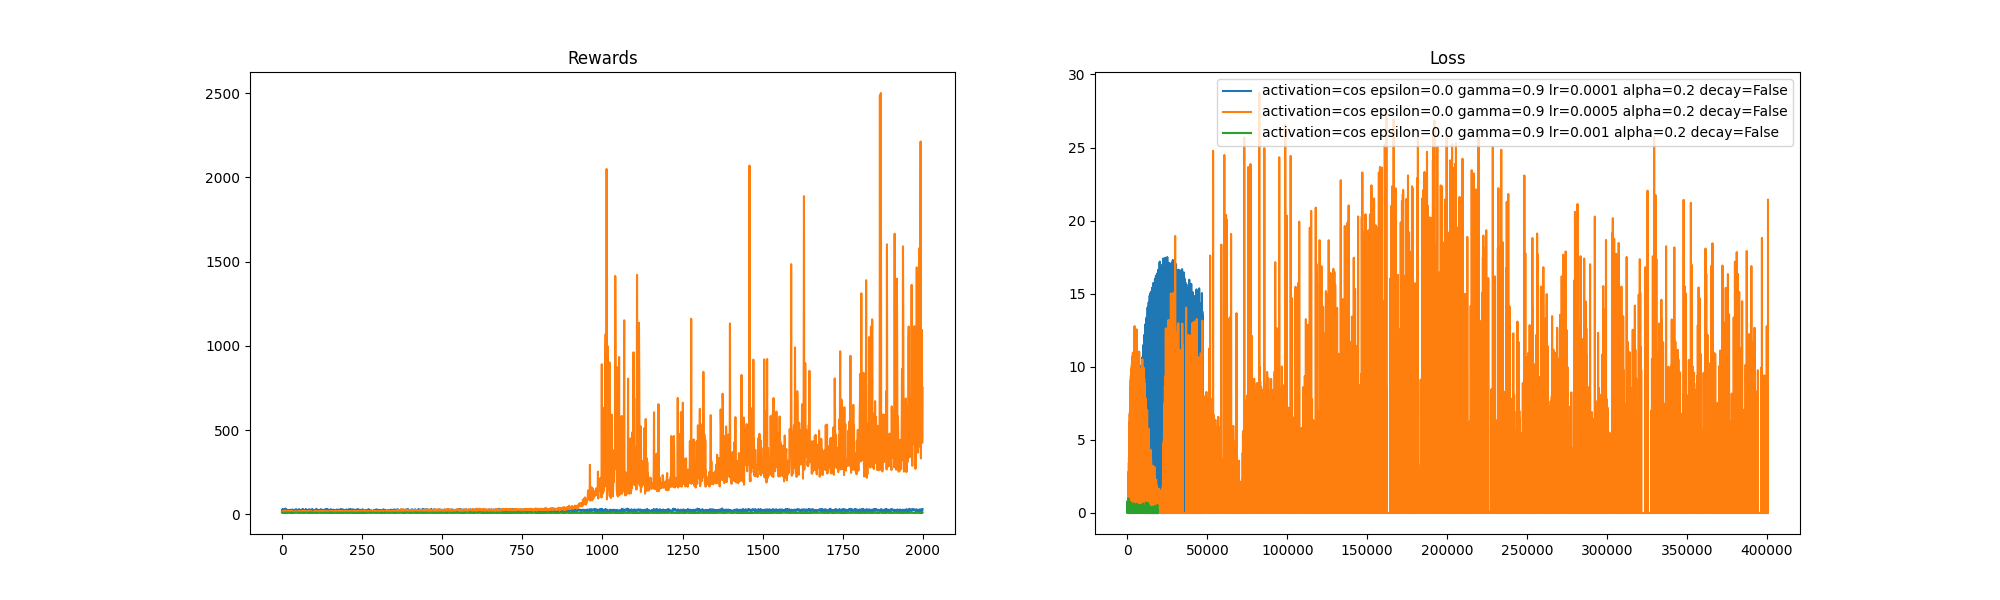 Rewards
2500
2000
1500
1000
500
0
0 250 500 750 1000 1250 1500 1750 2000
Loss
30
25
20
15
10
5
0
0 50000 100000 150000 200000 250000 300000 350000 400000
activation=cos epsilon=0.0 gamma=0.9 lr=0.0001 alpha=0.2 decay=False
activation=cos epsilon=0.0 gamma=0.9 lr=0.0005 alpha=0.2 decay=False
activation=cos epsilon=0.0 gamma=0.9 lr=0.001 alpha=0.2 decay=False